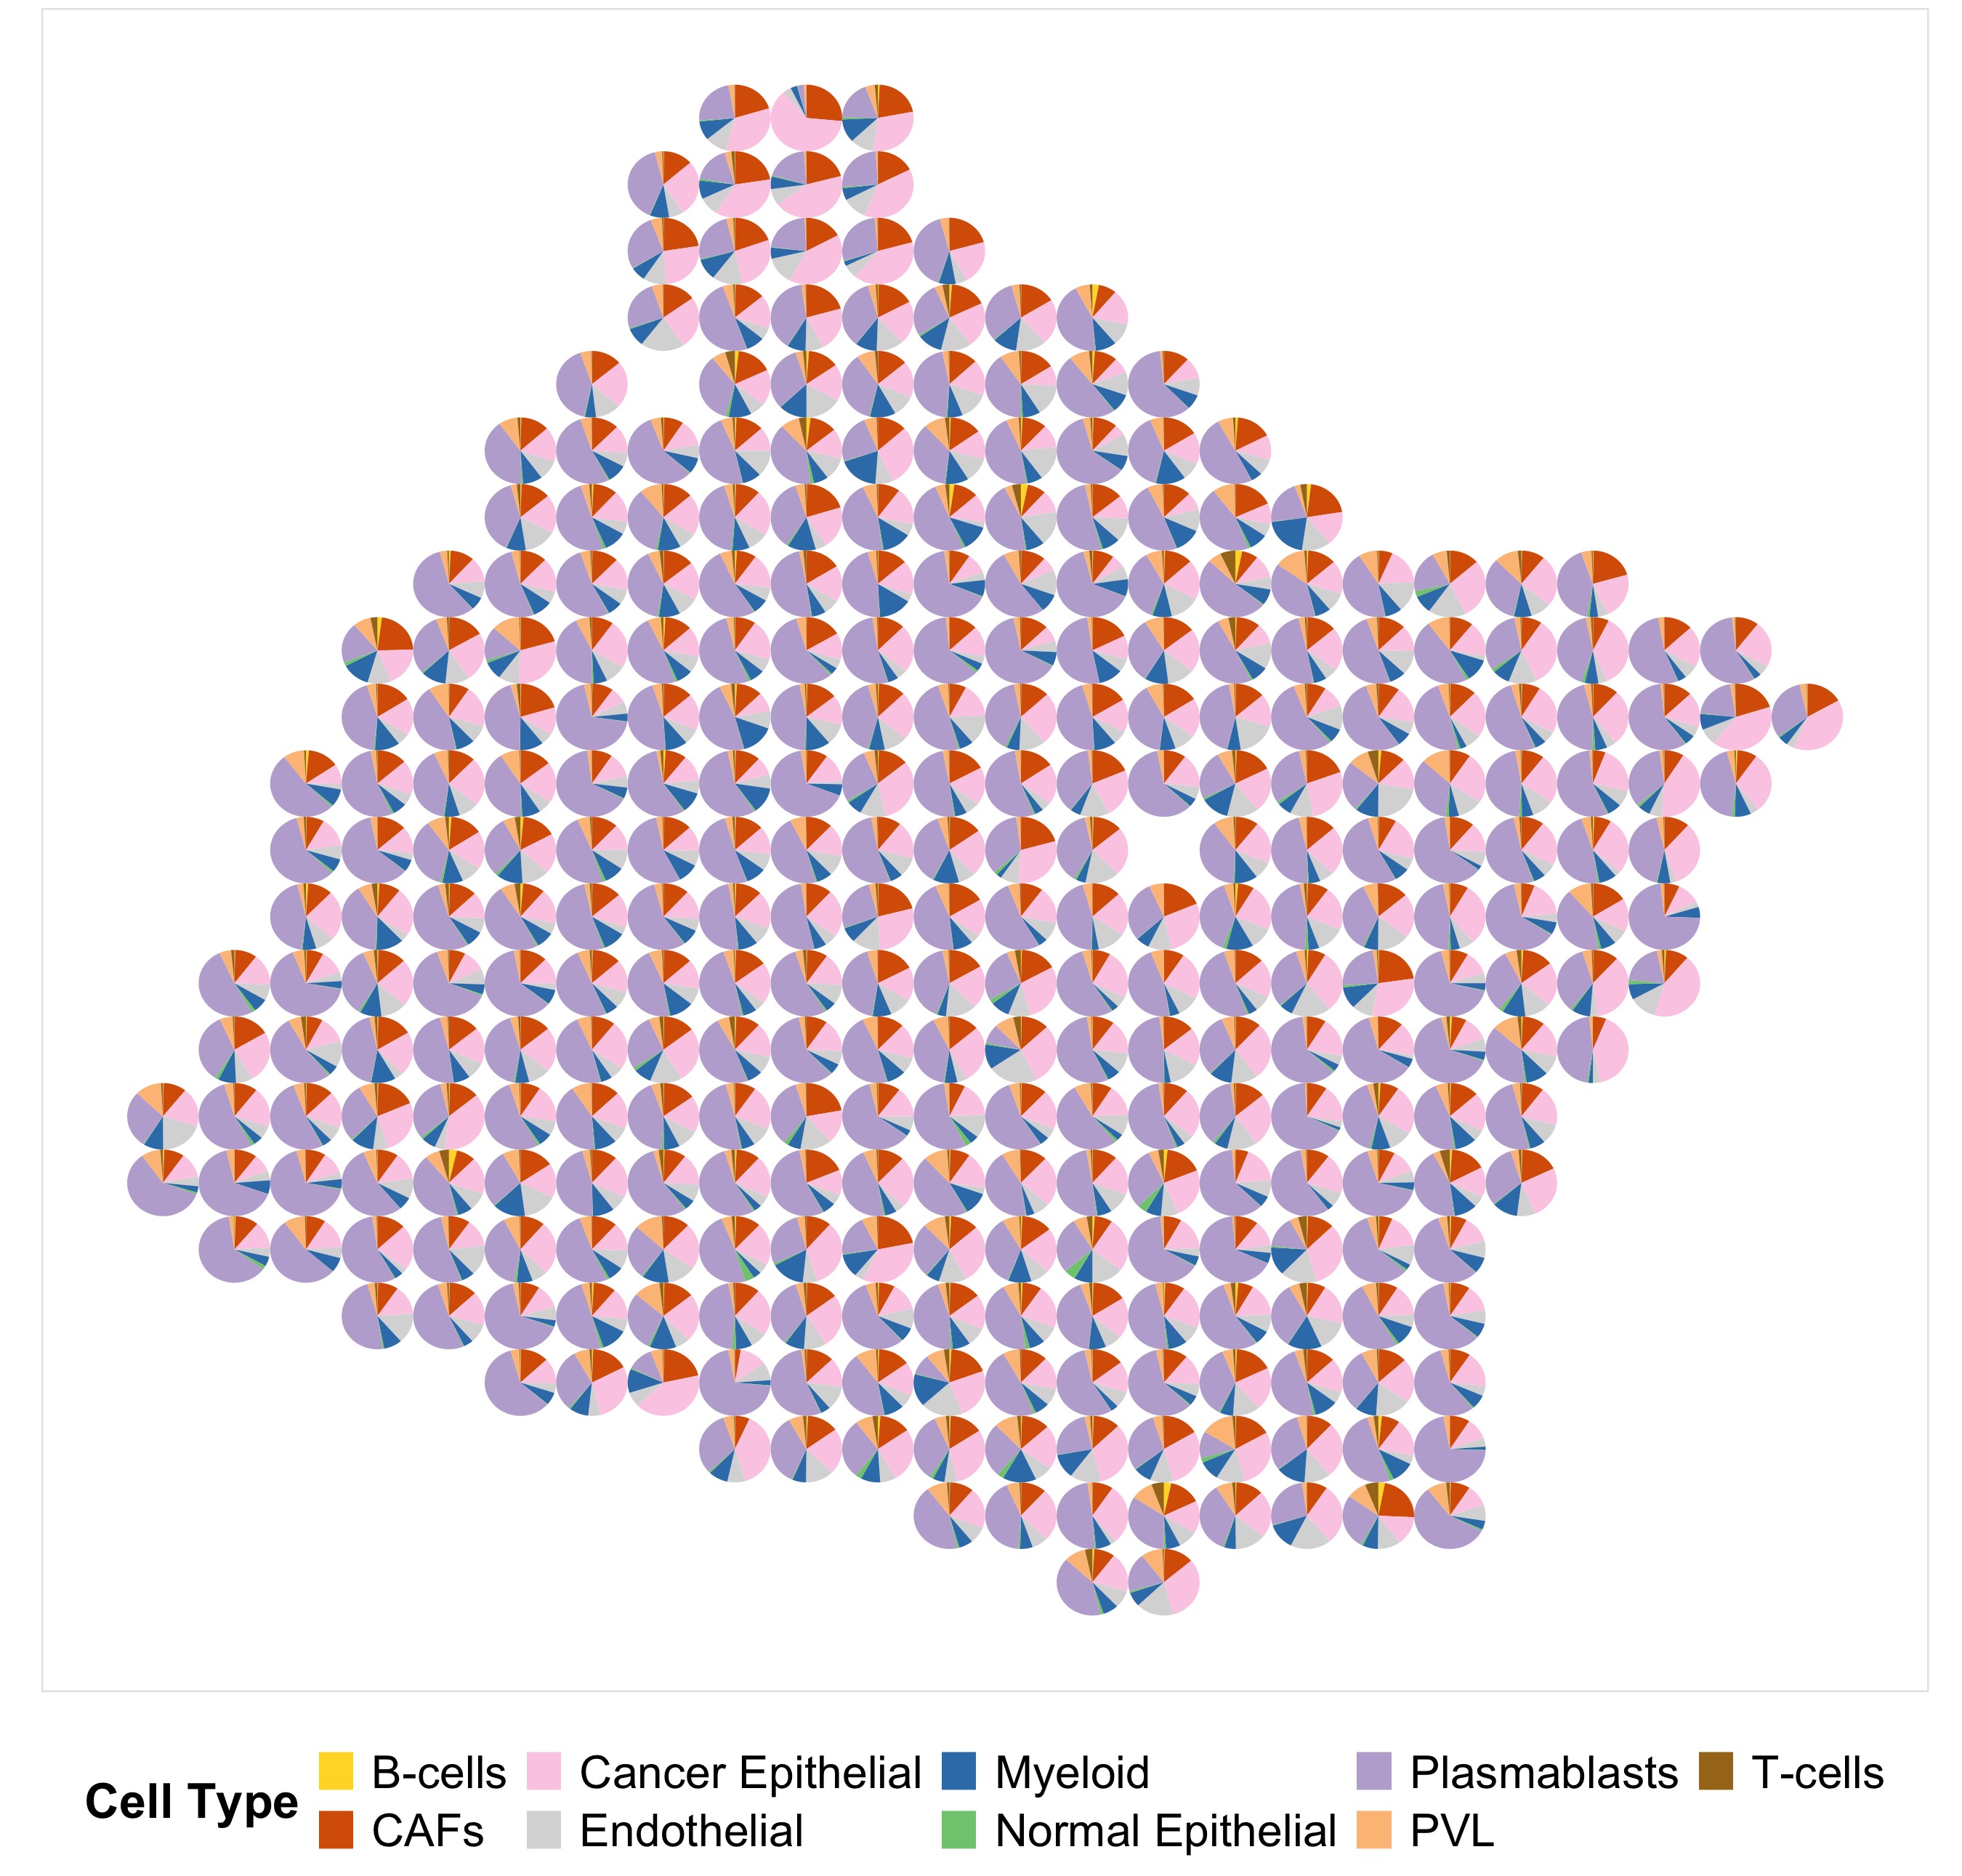 Cell Type
B-cells Cancer Epithelial Myeloid Plasmablasts T-cells
CAFs Endothelial Normal Epithelial PVL